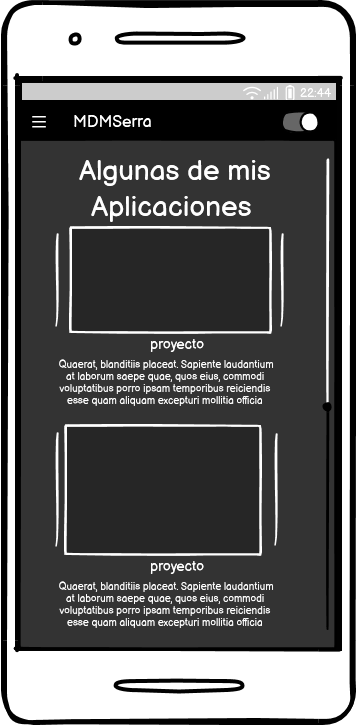 22:44
MDMSerra
Algunas de mis
Aplicaciones
proyecto
Quaerat, blanditiis placeat. Sapiente laudantium
at laborum saepe quae, quos eius, commodi
voluptatibus porro ipsam temporibus reiciendis
esse quam aliquam excepturi mollitia officia
proyecto
Quaerat, blanditiis placeat. Sapiente laudantium
at laborum saepe quae, quos eius, commodi
voluptatibus porro ipsam temporibus reiciendis
esse quam aliquam excepturi mollitia officia